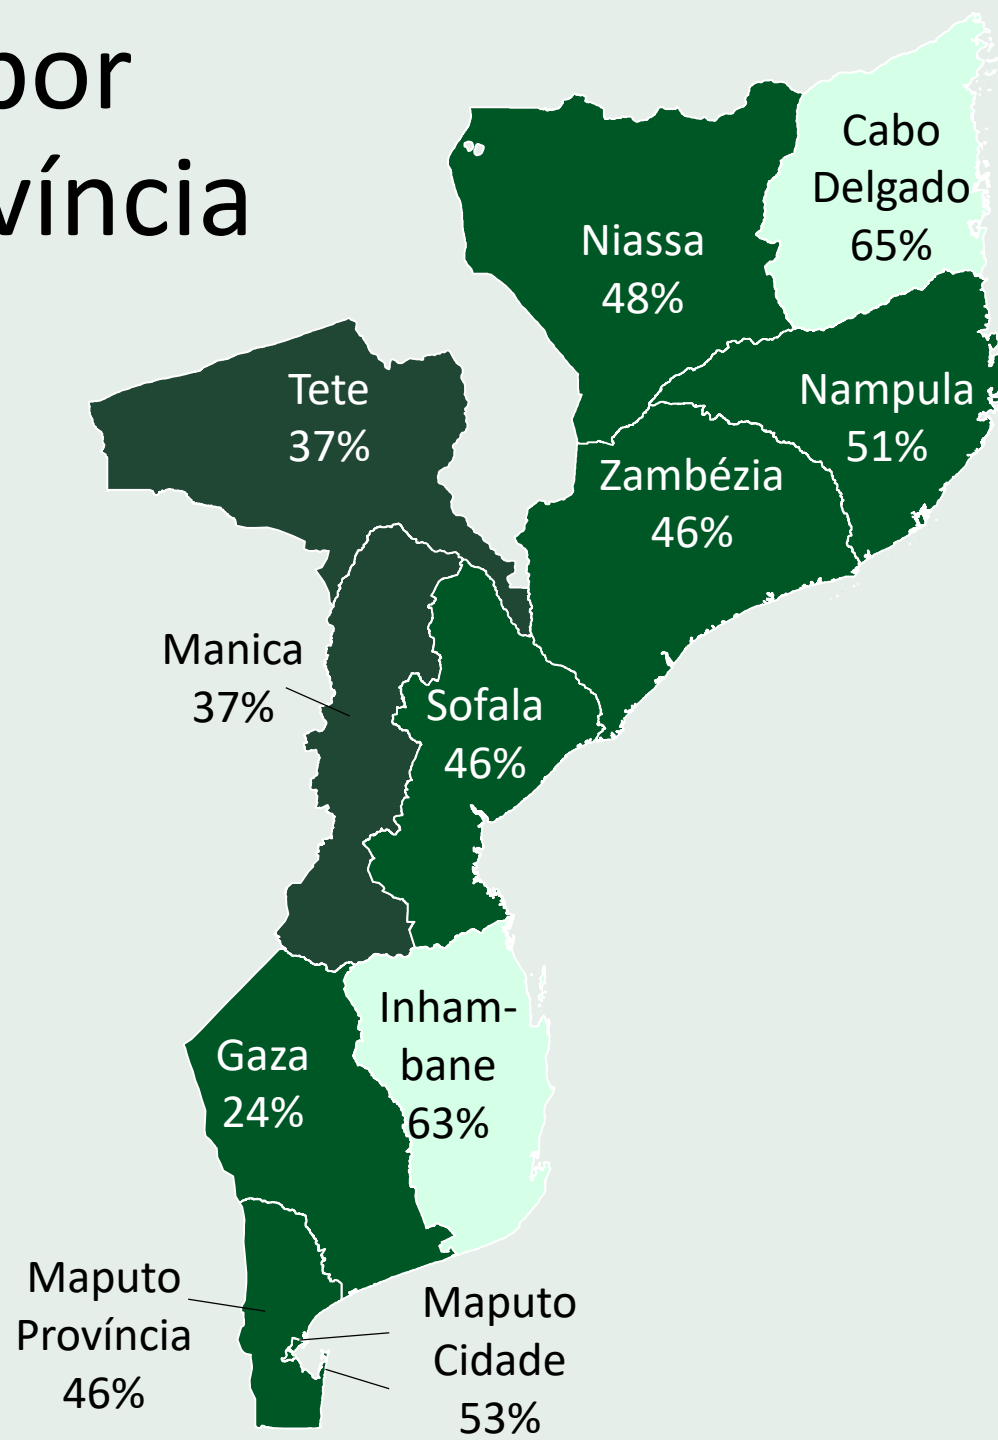 por
víncia
Cabo
Delgado
65%
Niassa
48%
Nampula
51%
Tete
37%
Zambézia
46%
Manica
37%
Sofala
46%
Inham-
bane
63%
Gaza
24%
Maputo
Província
46%
Maputo
Cidade
53%